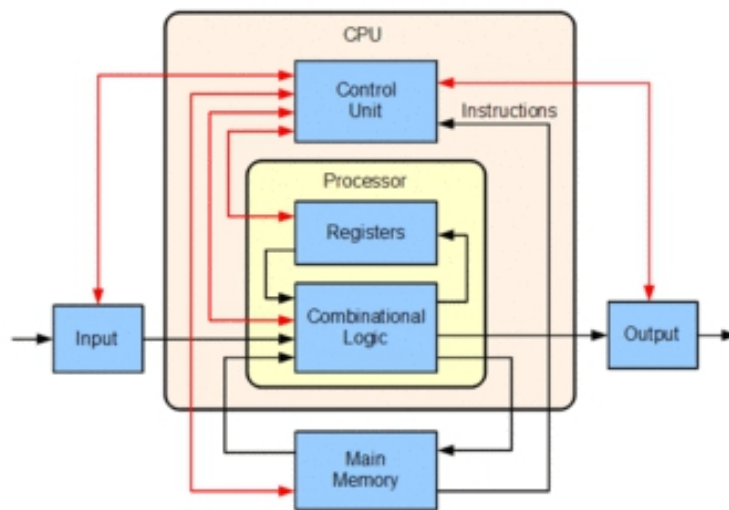 CPU
Control
Unit
Instructions
Processor
Registers
Combinational
Logic
Input
Output
Main
Memory